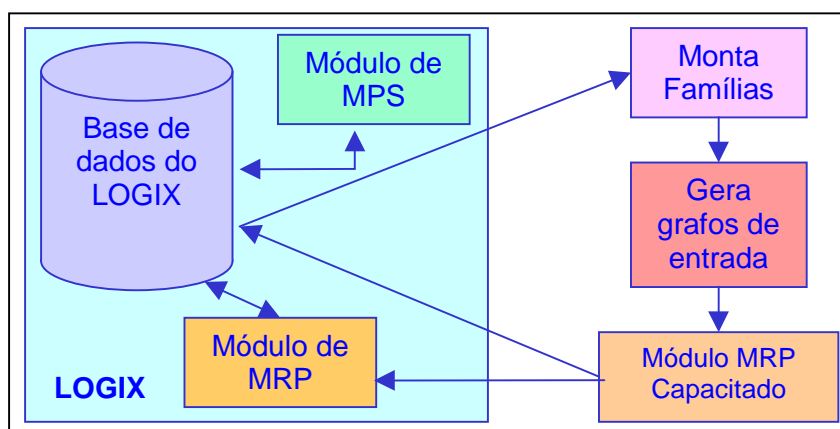 Base de
dados do
LOGIX
Módulo de
MPS
Módulo de
MRP
LOGIX
Monta
Famílias
Gera
grafos de
entrada
Módulo MRP
Capacitado